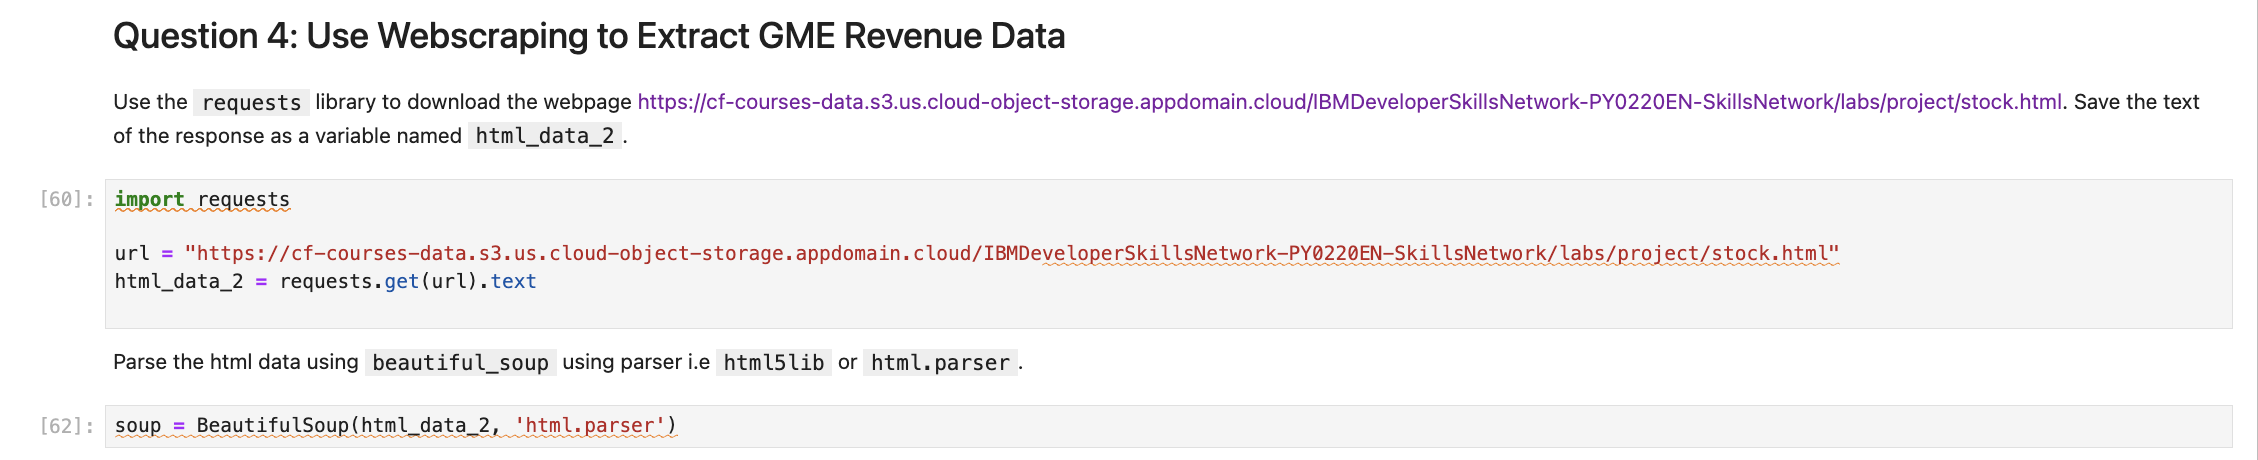 Question 4: Use Webscraping to Extract GME Revenue Data
Use the requests library to download the webpage https://cf-courses-data.s3.us.cloud-object-storage.appdomain.cloud/IBMDeveloperSkillsNetwork-PY0220EN-SkillsNetwork/labs/project/stock.html. Save the text
of the response as a variable named html_data_2.
[60]: import requests
url = "https://cf-courses-data.s3.us.cloud-object-storage.appdomain.cloud/IBMDeveloperSkillsNetwork-PY0220EN-SkillsNetwork/labs/project/stock.html"
html_data_2 = requests.get(url).text
Parse the html data using beautiful_soup using parser i.e html5lib or html.parser.
[62]: soup = BeautifulSoup(html_data_2, 'html.parser')